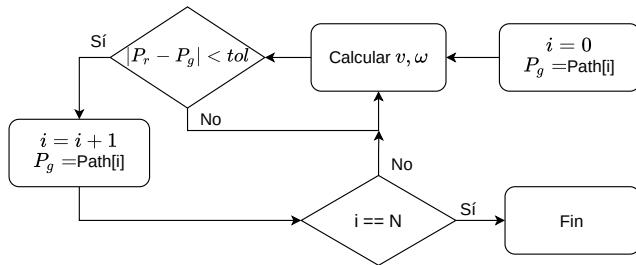 Sí
|P_r − P_g| < tol
Calcular v, ω
i = 0
P_g =Path[i]
No
i = i + 1
P_g =Path[i]
No
i == N
Sí
Fin